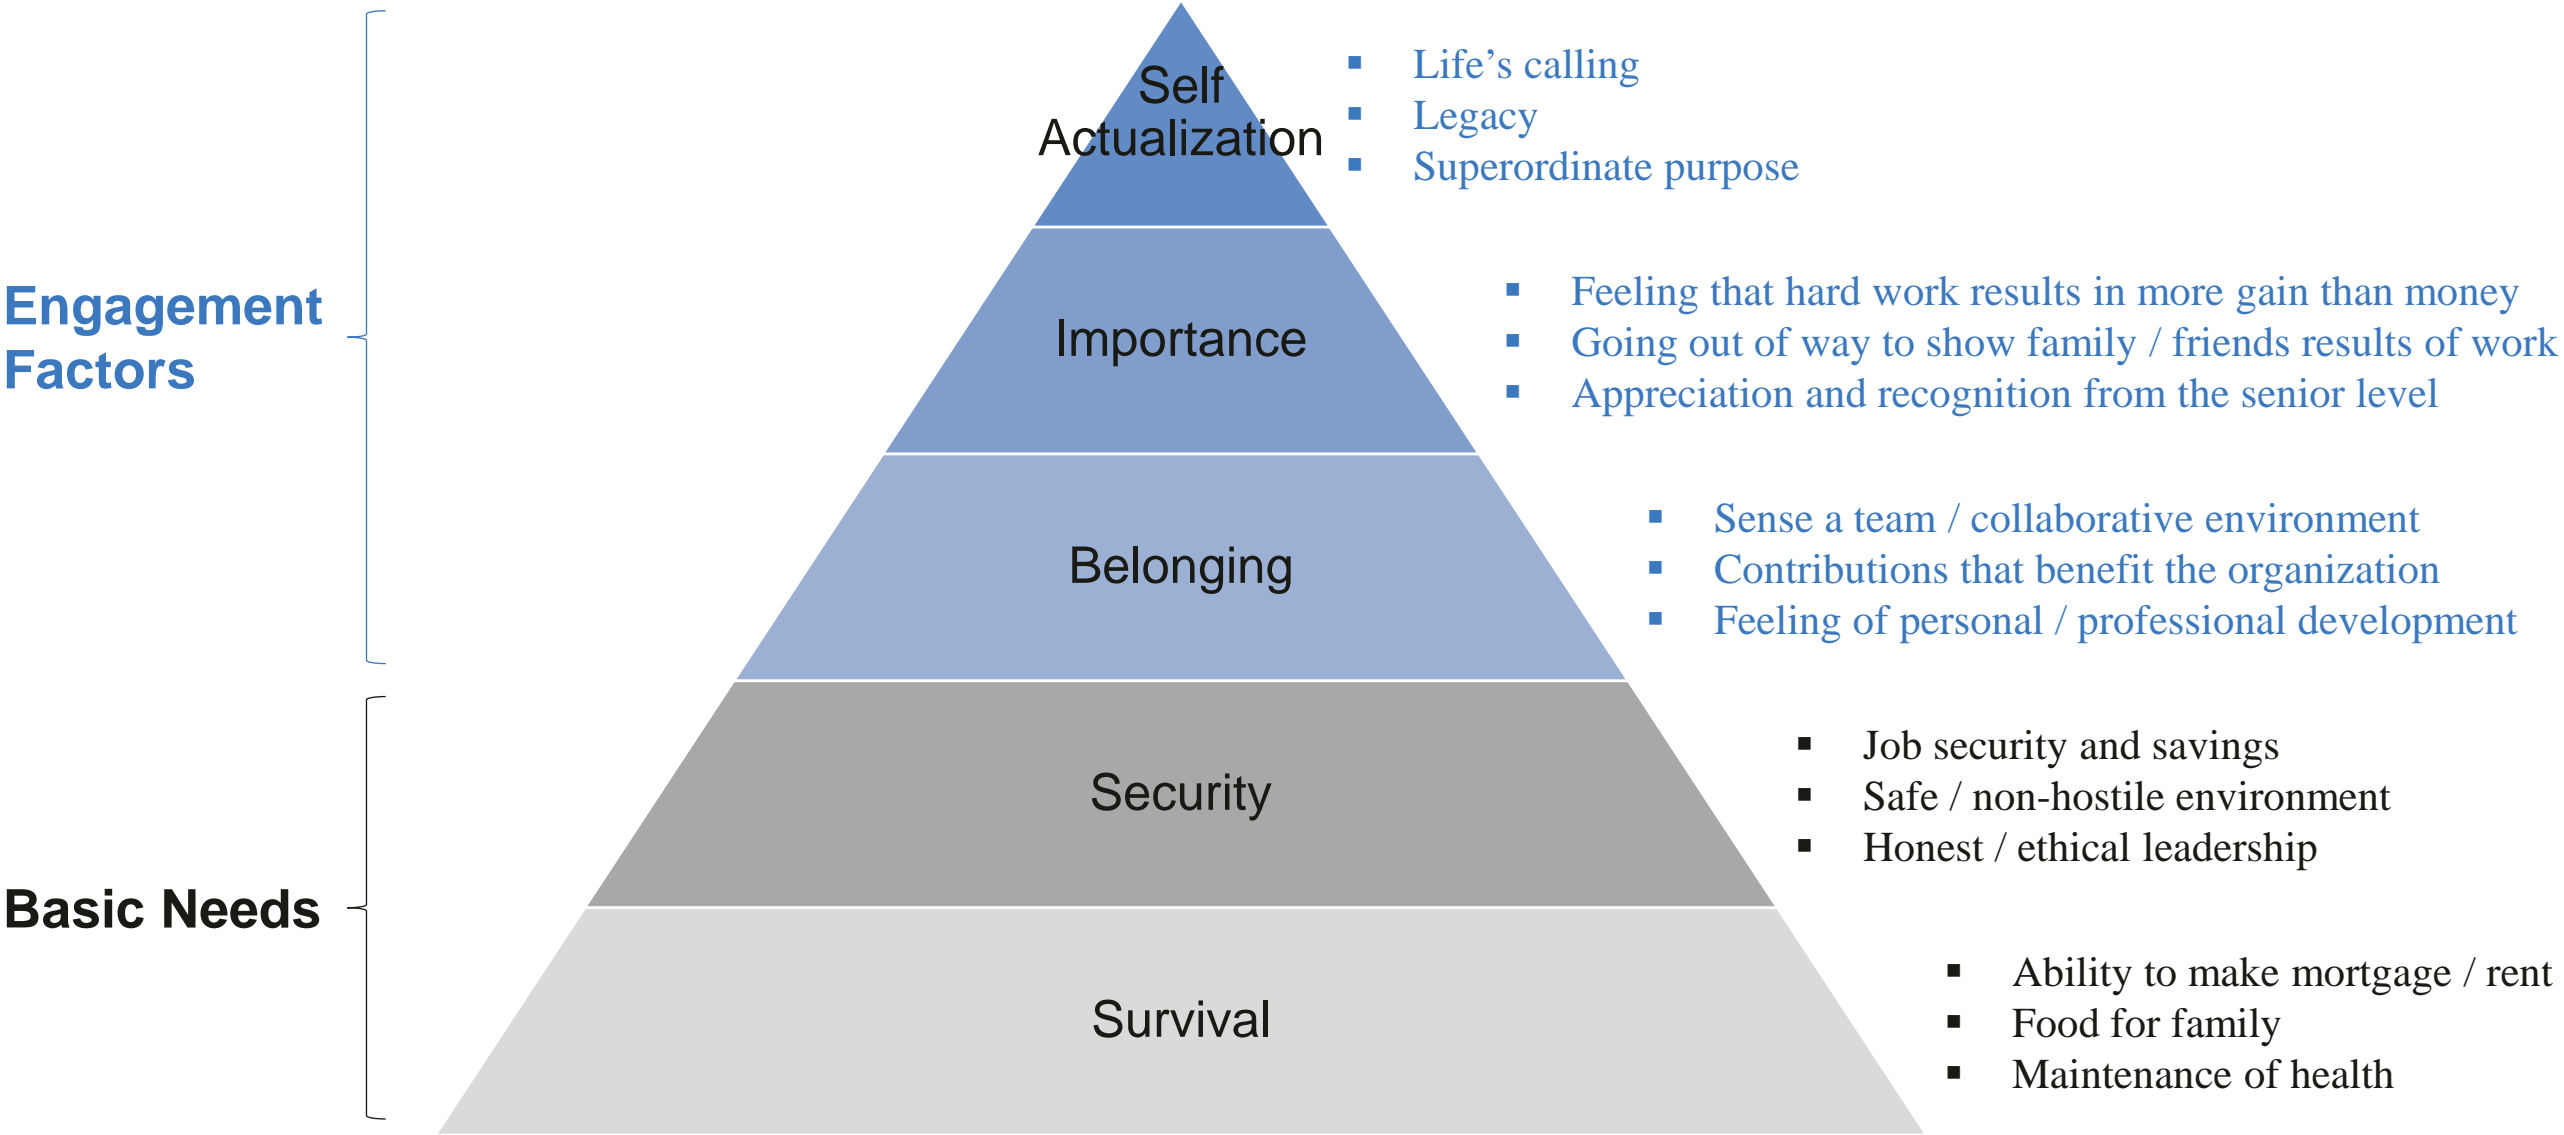 Self
Actualization
▪ Life’s calling
▪ Legacy
▪ Superordinate purpose
Engagement
Factors
Importance
▪ Feeling that hard work results in more gain than money
▪ Going out of way to show family / friends results of work
▪ Appreciation and recognition from the senior level
Belonging
▪ Sense a team / collaborative environment
▪ Contributions that benefit the organization
▪ Feeling of personal / professional development
Basic Needs
Security
▪ Job security and savings
▪ Safe / non-hostile environment
▪ Honest / ethical leadership
Survival
▪ Ability to make mortgage / rent
▪ Food for family
▪ Maintenance of health